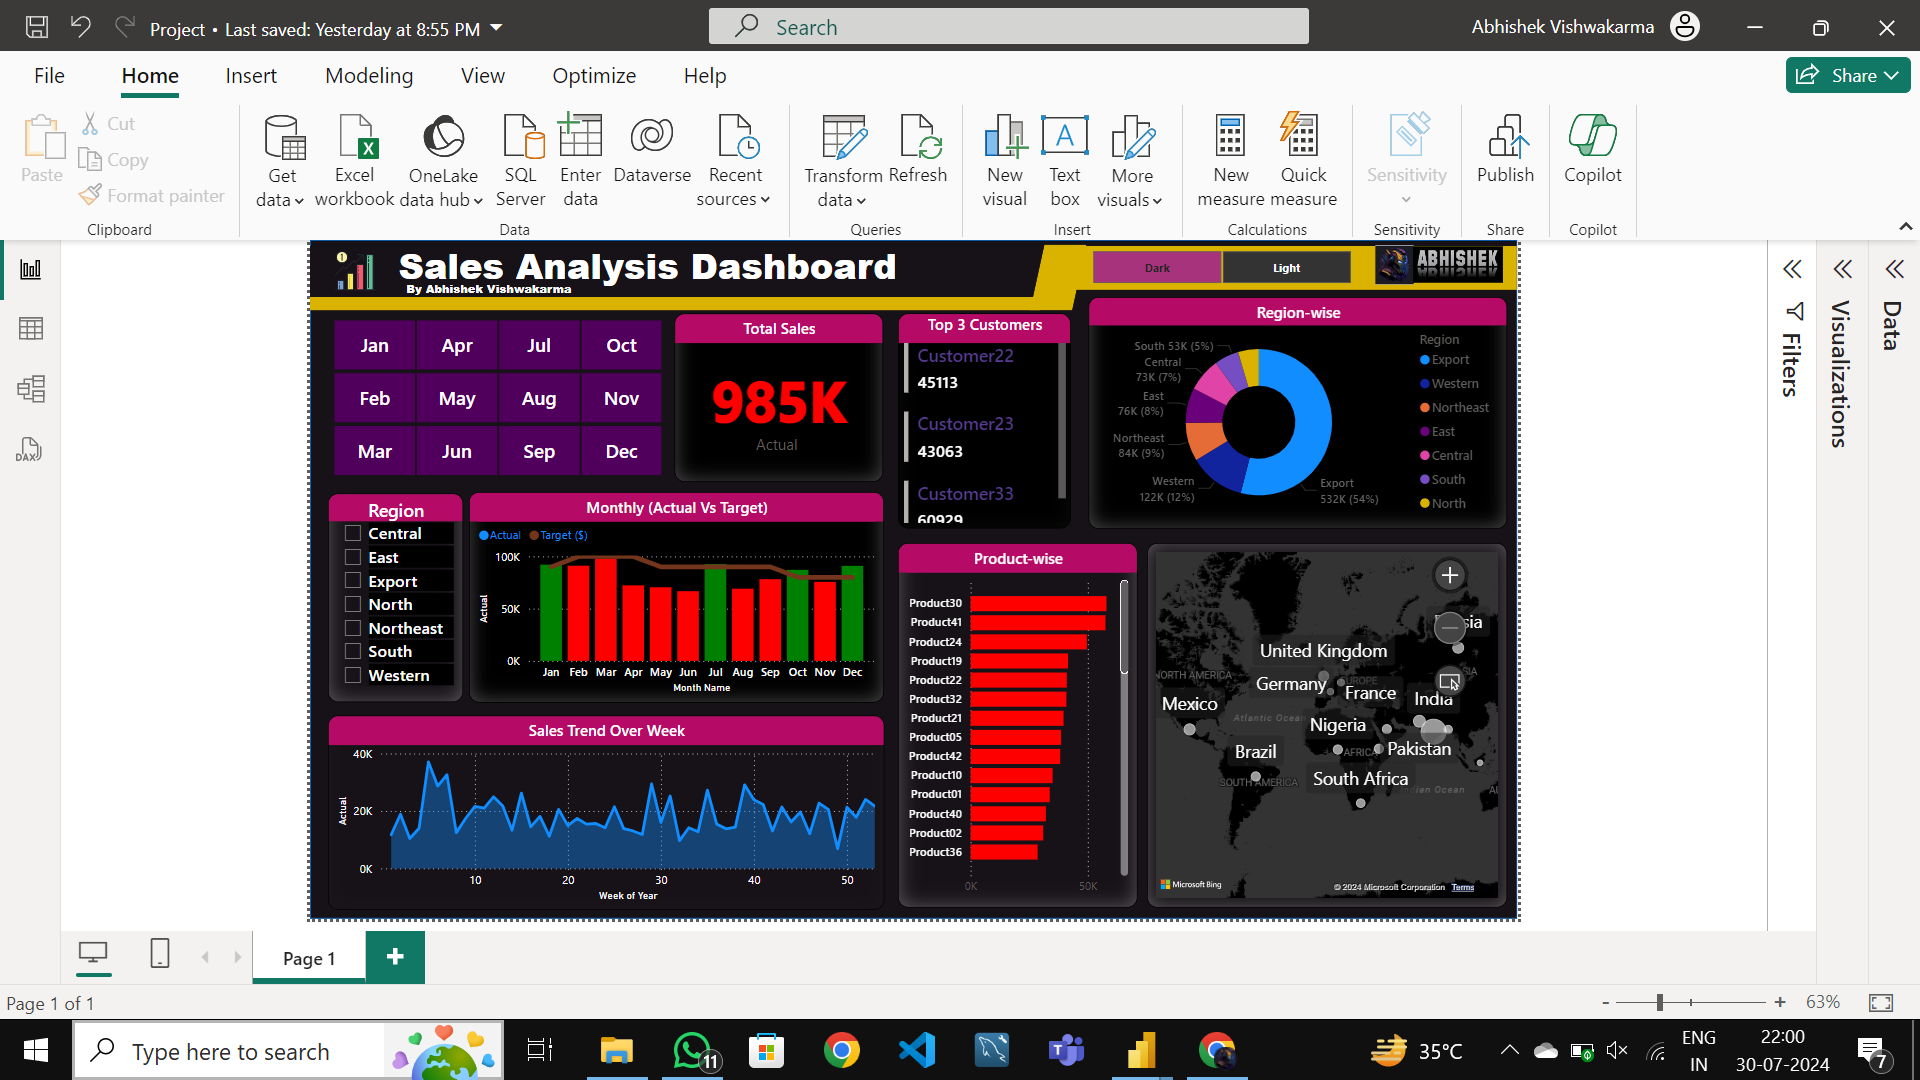 Project • Last saved: Yesterday at 8:55 PM
Search
Abhishek Vishwakarma
File Home Insert Modeling View Optimize Help
Share
Paste
Cut
Copy
Format painter
Clipboard
Get data
Excel workbook
OneLake data hub
SQL Server
Enter data
Dataverse
Recent sources
Data
Transform data
Refresh
Queries
New visual
Text box
More visuals
Insert
New measure
Quick measure
Calculations
Sensitivity
Sensitivity
Publish
Share
Copilot
Copilot
DAX
Sales Analysis Dashboard
By Abhishek Vishwakarma
Dark
Light
ABHISHEK
Jan Apr Jul Oct
Feb May Aug Nov
Mar Jun Sep Dec
Total Sales
985K
Actual
Top 3 Customers
Customer22
45113
Customer23
43063
Customer33
60929
Region-wise
South 53K (5%)
Central
73K (7%)
East
76K (8%)
Northeast
84K (9%)
Western
122K (12%)
Export
532K (54%)
Region
Export
Western
Northeast
East
Central
South
North
Region
Central
East
Export
North
Northeast
South
Western
Monthly (Actual Vs Target)
Actual Target ($)
100K
50K
0K
Actual
Jan Feb Mar Apr May Jun Jul Aug Sep Oct Nov Dec
Month Name
Sales Trend Over Week
40K
20K
0K
Actual
10 20 30 40 50
Week of Year
Product-wise
Product30
Product41
Product24
Product19
Product22
Product32
Product21
Product05
Product42
Product10
Product01
Product40
Product02
Product36
0K 50K
United Kingdom
Germany
France
India
Mexico
Nigeria
Brazil
Pakistan
South Africa
NORTH AMERICA
EUROPE
Atlantic Ocean
AFRICA
SOUTH AMERICA
Indian Ocean
Microsoft Bing
© 2024 Microsoft Corporation Terms
Filters
Visualizations
Data
Page 1
Page 1 of 1
63%
Type here to search
11
35°C
ENG
IN
22:00
30-07-2024
7